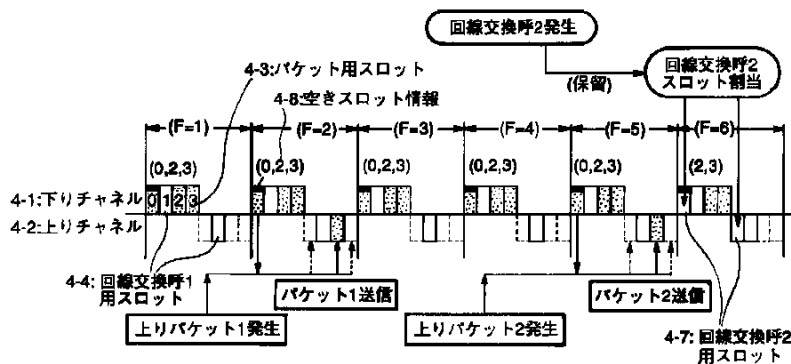 回線交換呼2発生
(保留)
回線交換呼2
スロット割当
4-3:パケット用スロット
4-8:空きスロット情報
(F=1)
(F=2)
(F=3)
(F=4)
(F=5)
(F=6)
(0,2,3)
(0,2,3)
(0,2,3)
(0,2,3)
(0,2,3)
(2,3)
4-1:下りチャネル
0 1 2 3
4-2:上りチャネル
4-4: 回線交換呼1
用スロット
上りパケット1発生
パケット1送信
上りパケット2発生
パケット2送信
4-7: 回線交換呼2
用スロット